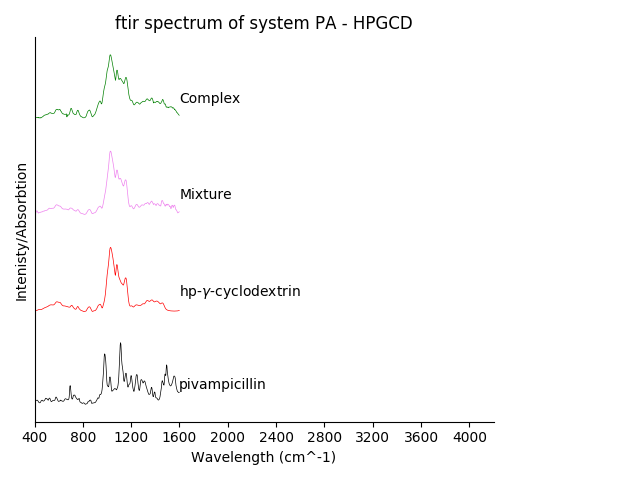 ftir spectrum of system PA - HPGCD
Intenisty/Absorbtion
Complex
Mixture
hp-γ-cyclodextrin
pivampicillin
400 800 1200 1600 2000 2400 2800 3200 3600 4000
Wavelength (cm^-1)